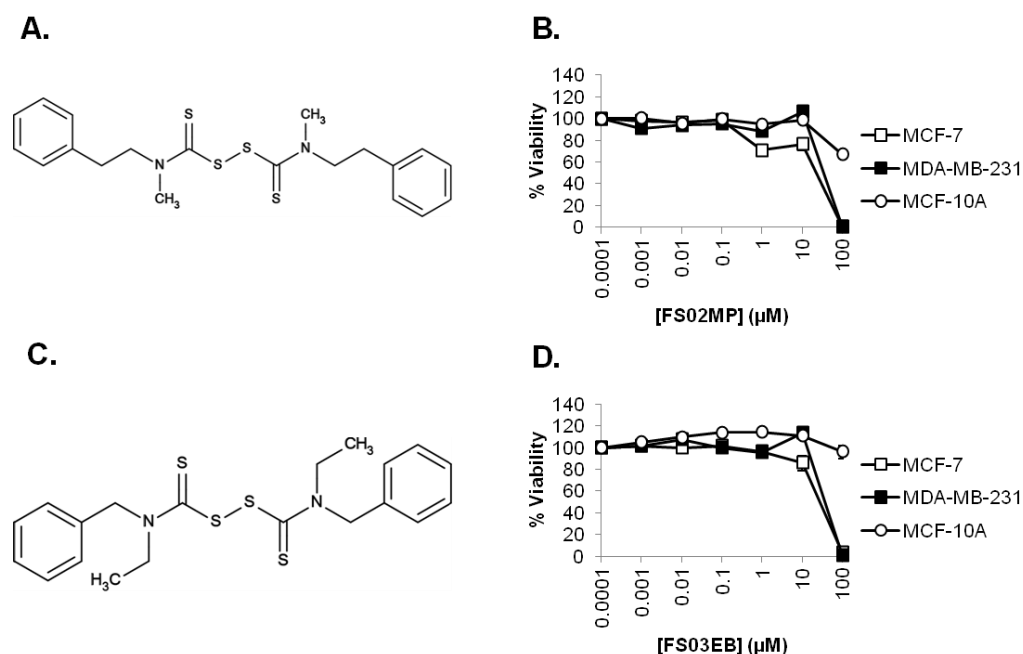 A.
S
CH₃
N
S
S
N
CH₃
S
B.
140
120
100
80
60
40
20
0
% Viability
0.0001
0.001
0.01
0.1
1
10
100
[FS02MP] (µM)
MCF-7
MDA-MB-231
MCF-10A
C.
CH₃
S
S
N
N
S
S
H₃C
D.
140
120
100
80
60
40
20
0
% Viability
0.0001
0.001
0.01
0.1
1
10
100
[FS03EB] (µM)
MCF-7
MDA-MB-231
MCF-10A